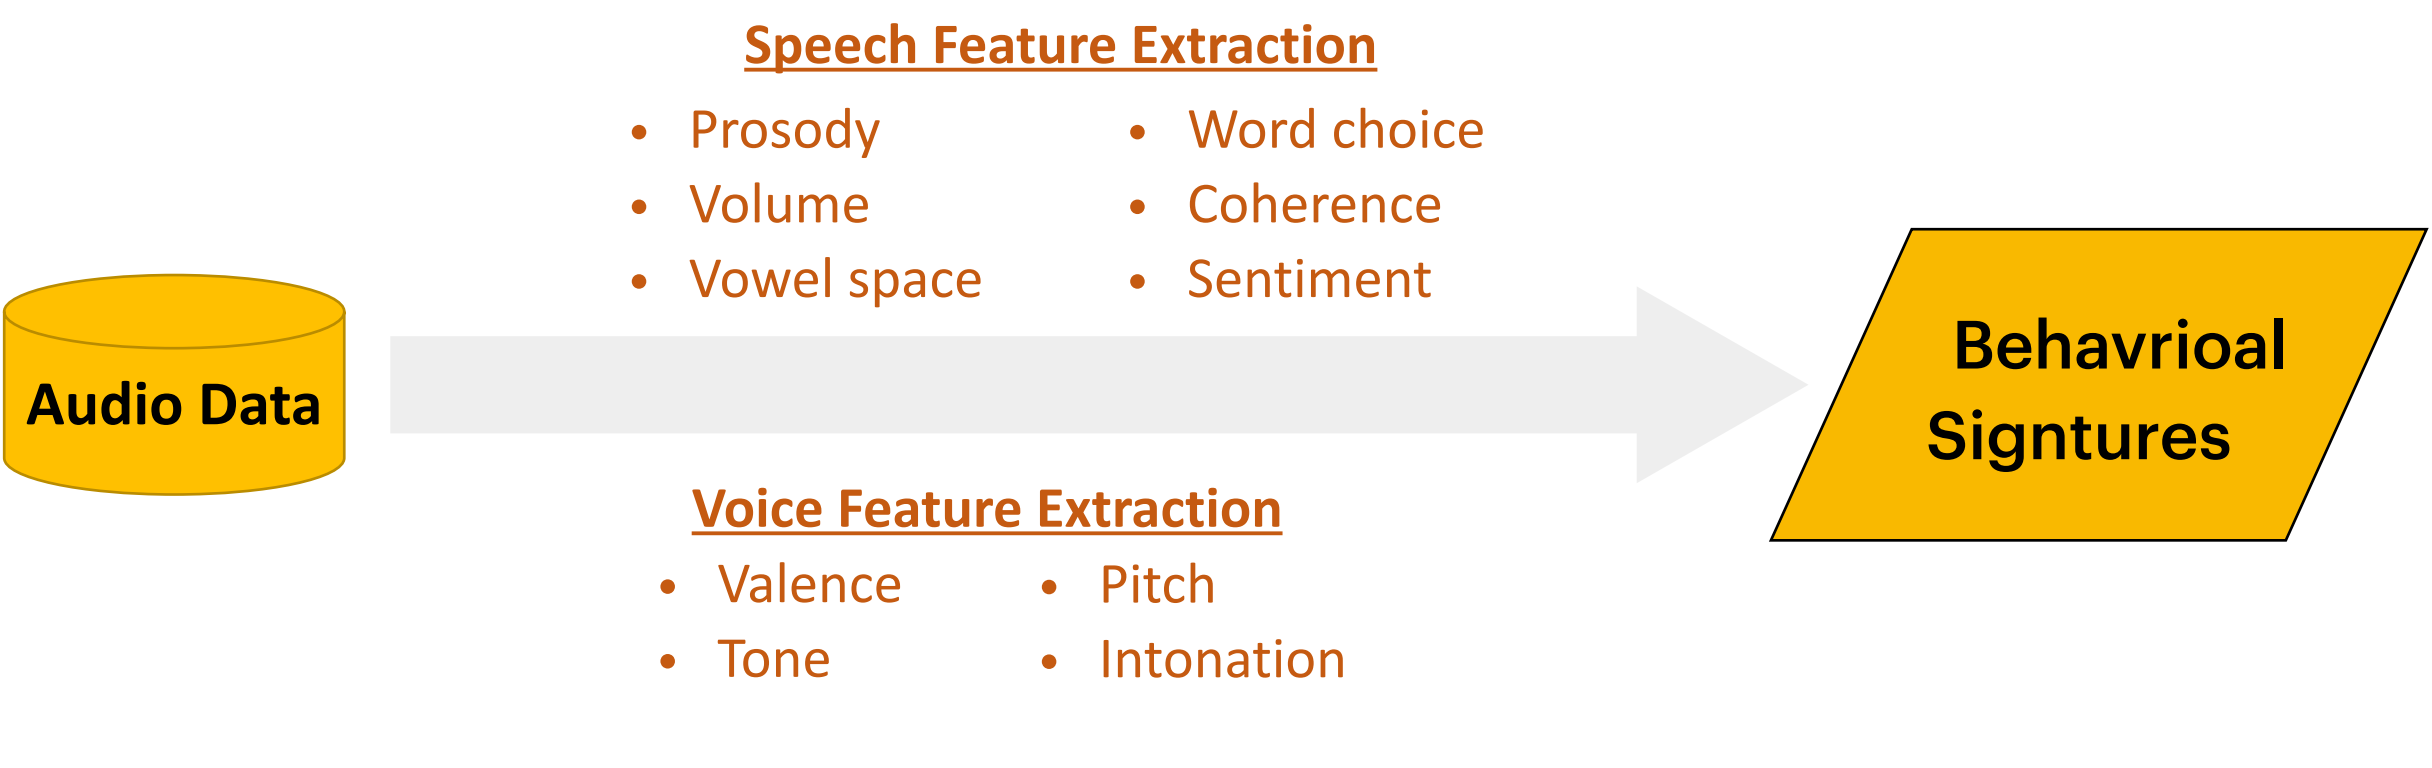 Speech Feature Extraction
• Prosody
• Volume
• Vowel space
• Word choice
• Coherence
• Sentiment
Audio Data
Behavrioal
Signtures
Voice Feature Extraction
• Valence
• Tone
• Pitch
• Intonation